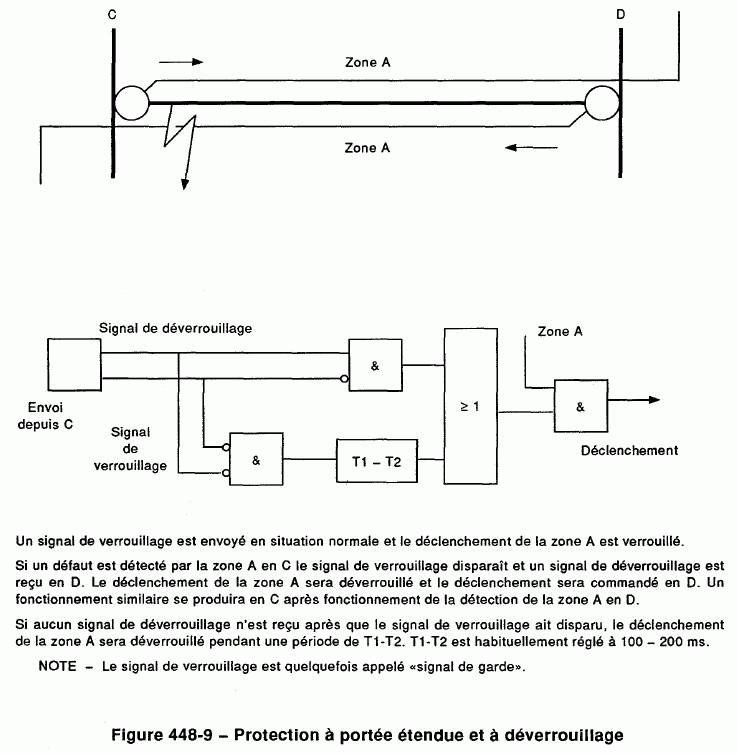 C
D
Zone A
Zone A
Signal de déverrouillage
Zone A
&
≥ 1
&
Envoi
depuis C
Signal
de
verrouillage
&
T1 – T2
Déclenchement
Un signal de verrouillage est envoyé en situation normale et le déclenchement de la zone A est verrouillé.
Si un défaut est détecté par la zone A en C le signal de verrouillage disparaît et un signal de déverrouillage est
reçu en D. Le déclenchement de la zone A sera déverrouillé et le déclenchement sera commandé en D. Un
fonctionnement similaire se produira en C après fonctionnement de la détection de la zone A en D.
Si aucun signal de déverrouillage n'est reçu après que le signal de verrouillage ait disparu, le déclenchement
de la zone A sera déverrouillé pendant une période de T1-T2. T1-T2 est habituellement réglé à 100 – 200 ms.
NOTE – Le signal de verrouillage est quelquefois appelé «signal de garde».
Figure 448-9 – Protection à portée étendue et à déverrouillage